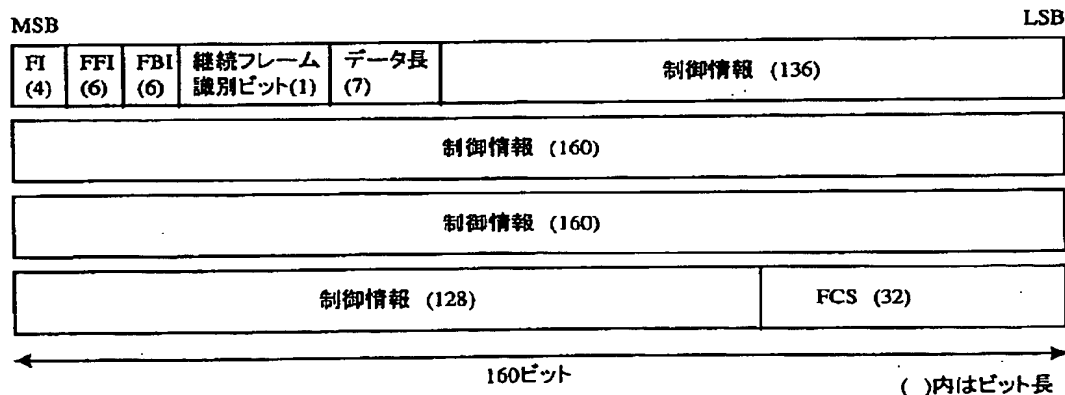 MSB LSB
FI (4) FFI (6) FBI (6) 継続フレーム識別ビット(1) データ長 (7) 制御情報 (136)
制御情報 (160)
制御情報 (160)
制御情報 (128) FCS (32)
160ビット
( )内はビット長